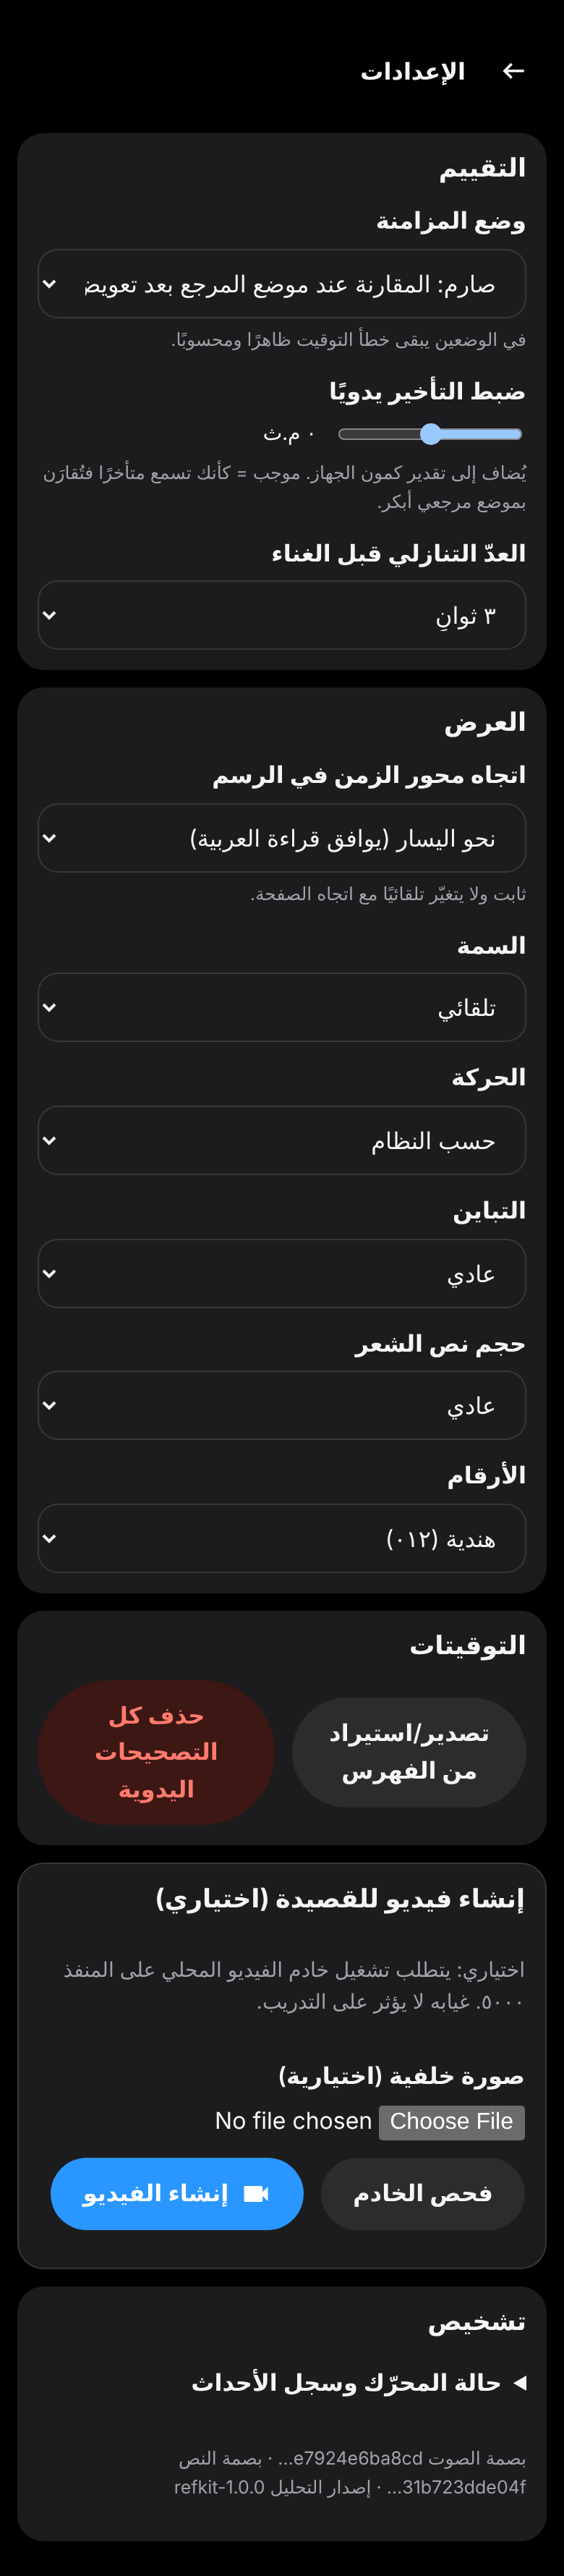 الإعدادات
التقييم
وضع المزامنة
صارم: المقارنة عند موضع المرجع بعد تعويض
في الوضعين يبقى خطأ التوقيت ظاهرًا ومحسوبًا.
ضبط التأخير يدويًا
٠ م.ث
يُضاف إلى تقدير كمون الجهاز. موجب = كأنك تسمع متأخرًا فتُقارَن
بموضع مرجعي أبكر.
العدّ التنازلي قبل الغناء
٣ ثوانٍ
العرض
اتجاه محور الزمن في الرسم
نحو اليسار (يوافق قراءة العربية)
ثابت ولا يتغيّر تلقائيًا مع اتجاه الصفحة.
السمة
تلقائي
الحركة
حسب النظام
التباين
عادي
حجم نص الشعر
عادي
الأرقام
هندية (٠١٢)
التوقيتات
تصدير/استيراد
من الفهرس
حذف كل
التصحيحات
اليدوية
إنشاء فيديو للقصيدة (اختياري)
اختياري: يتطلب تشغيل خادم الفيديو المحلي على المنفذ
٥٠٠٠. غيابه لا يؤثر على التدريب.
صورة خلفية (اختيارية)
Choose File No file chosen
فحص الخادم
إنشاء الفيديو
تشخيص
حالة المحرّك وسجل الأحداث
بصمة الصوت e7924e6ba8cd… · بصمة النص
31b723dde04f… · إصدار التحليل refkit-1.0.0